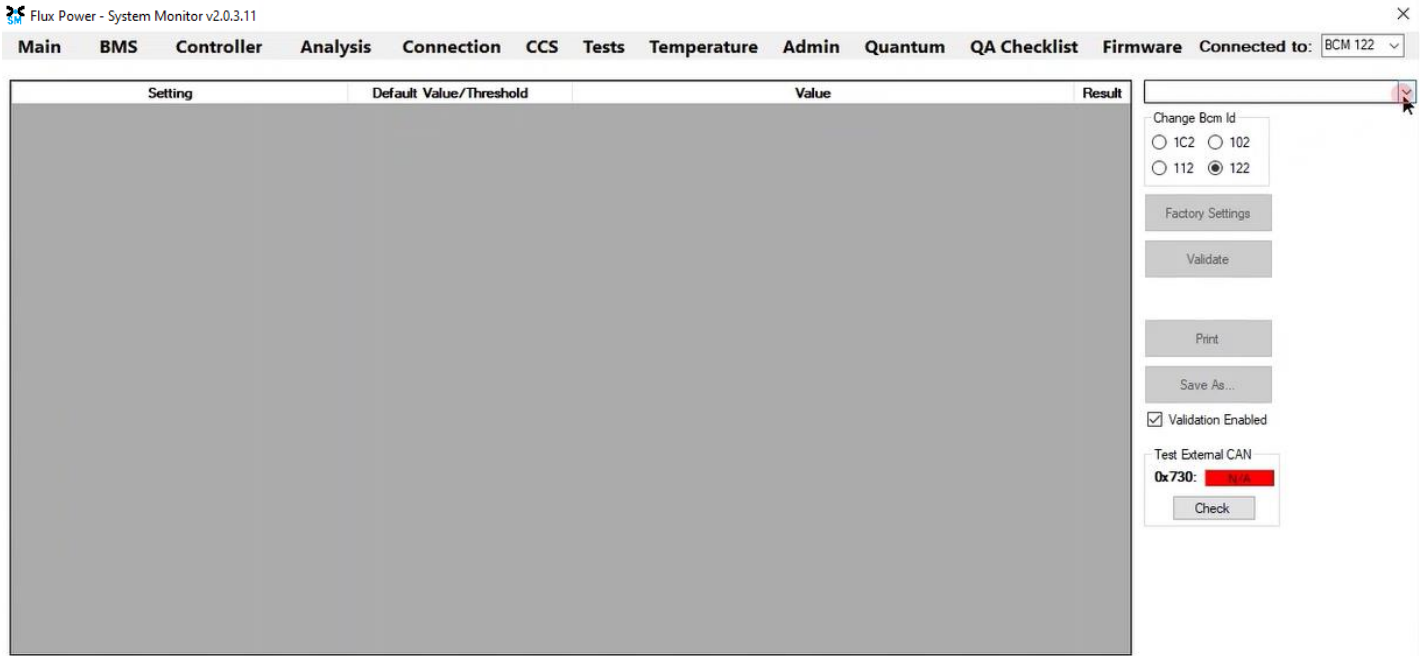 SM Flux Power - System Monitor v2.0.3.11
Main BMS Controller Analysis Connection CCS Tests Temperature Admin Quantum QA Checklist Firmware Connected to: BCM 122
Setting Default Value/Threshold Value Result
Change Bcm Id
1C2 102
112 122
Factory Settings
Validate
Print
Save As...
Validation Enabled
Test External CAN
0x730: N/A
Check